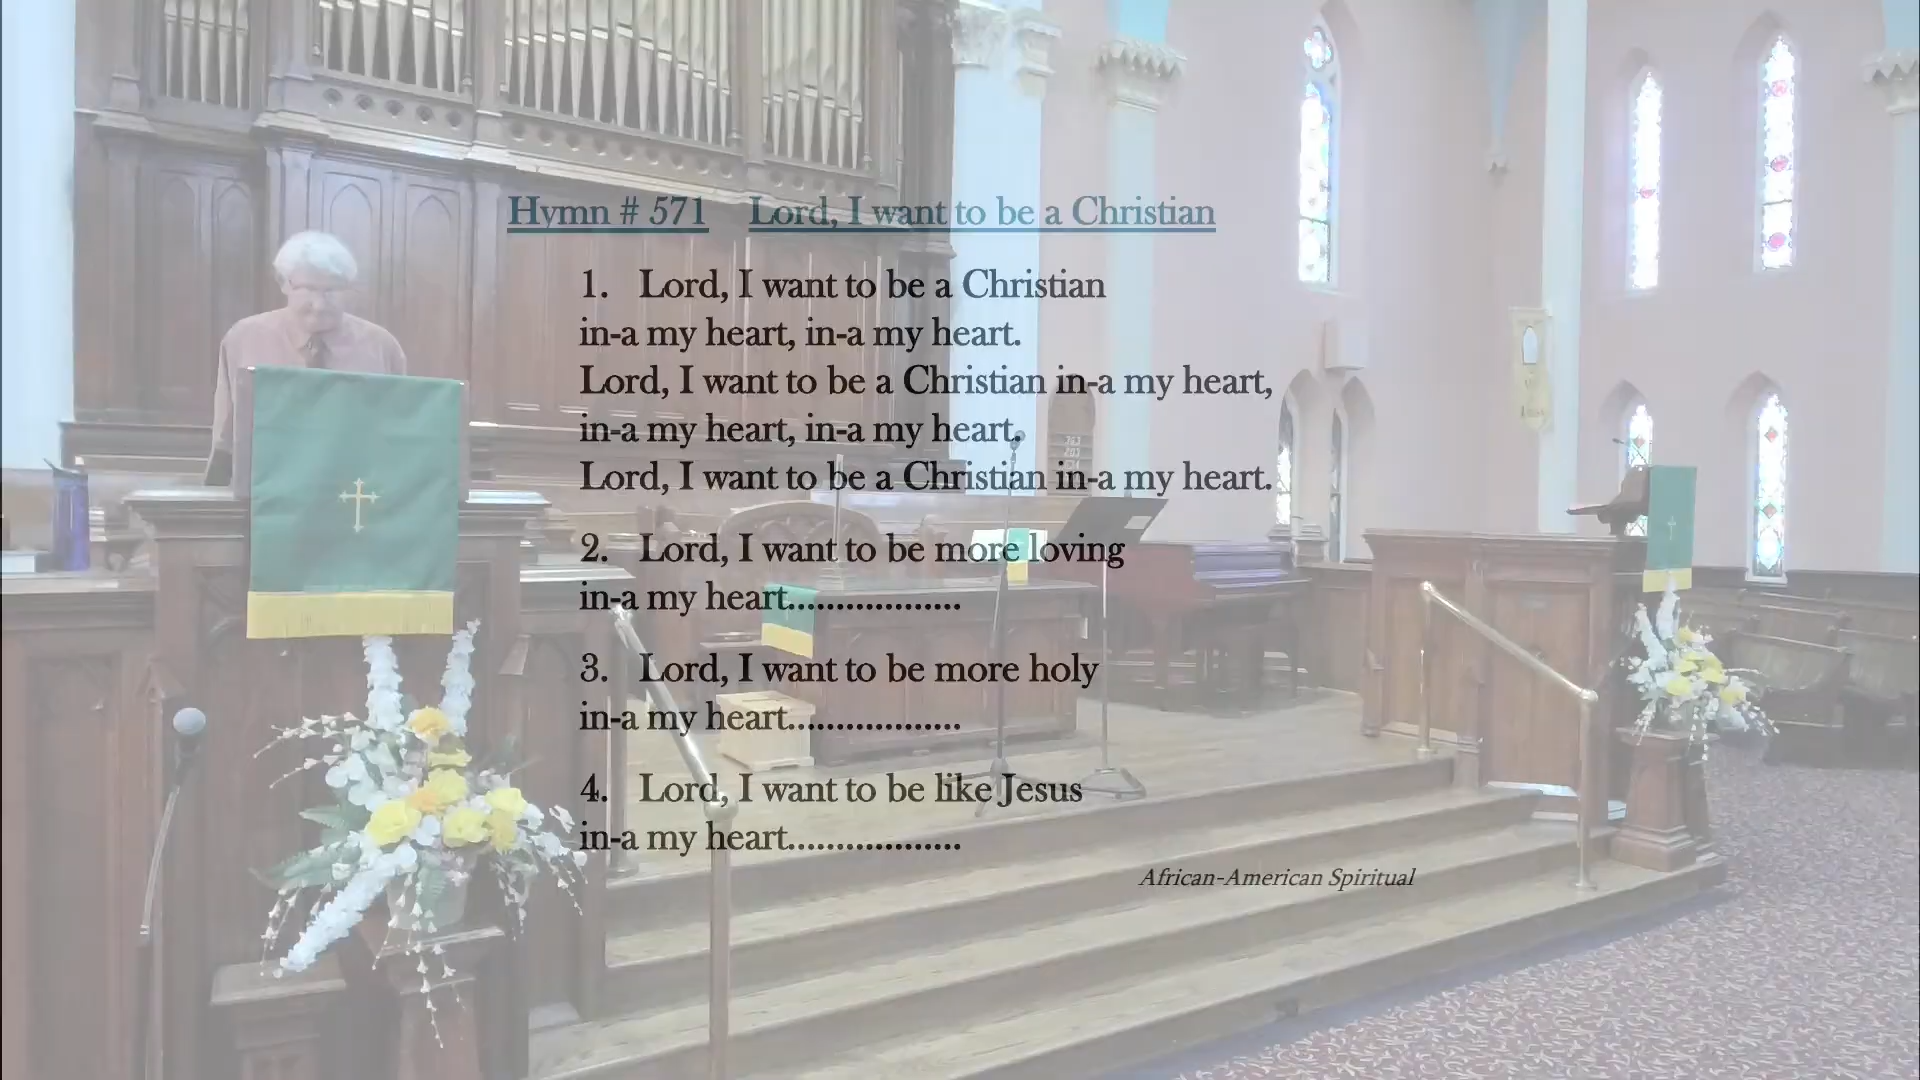 Hymn # 571 Lord, I want to be a Christian
1. Lord, I want to be a Christian
in-a my heart, in-a my heart.
Lord, I want to be a Christian in-a my heart,
in-a my heart, in-a my heart.
Lord, I want to be a Christian in-a my heart.
2. Lord, I want to be more loving
in-a my heart..................
3. Lord, I want to be more holy
in-a my heart..................
4. Lord, I want to be like Jesus
in-a my heart..................
African-American Spiritual